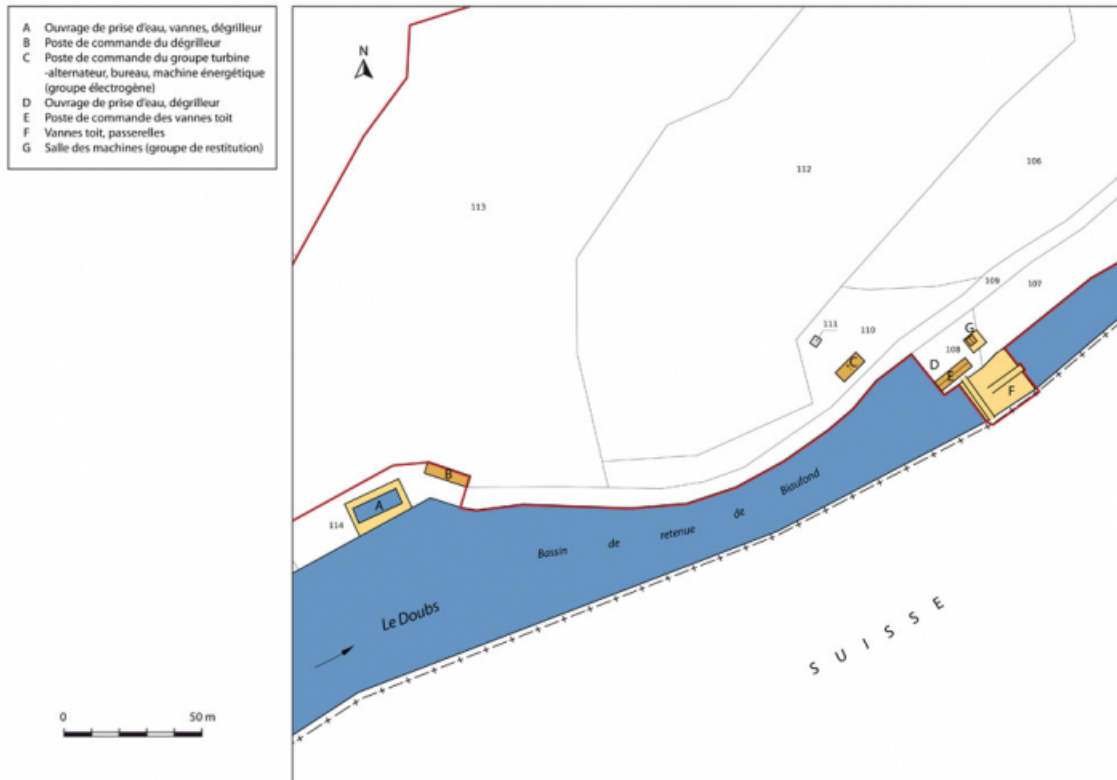 A Ouvrage de prise d'eau, vannes, dégrilleur
B Poste de commande du dégrilleur
C Poste de commande du groupe turbine
-alternateur, bureau, machine énergétique
(groupe électrogène)
D Ouvrage de prise d'eau, dégrilleur
E Poste de commande des vannes toit
F Vannes toit, passerelles
G Salle des machines (groupe de restitution)
N
112
106
113
109
107
111
110
G
108
C
D
E
F
B
A
114
Bassin de retenue de Biaufond
Le Doubs
SUISSE
0 50 m